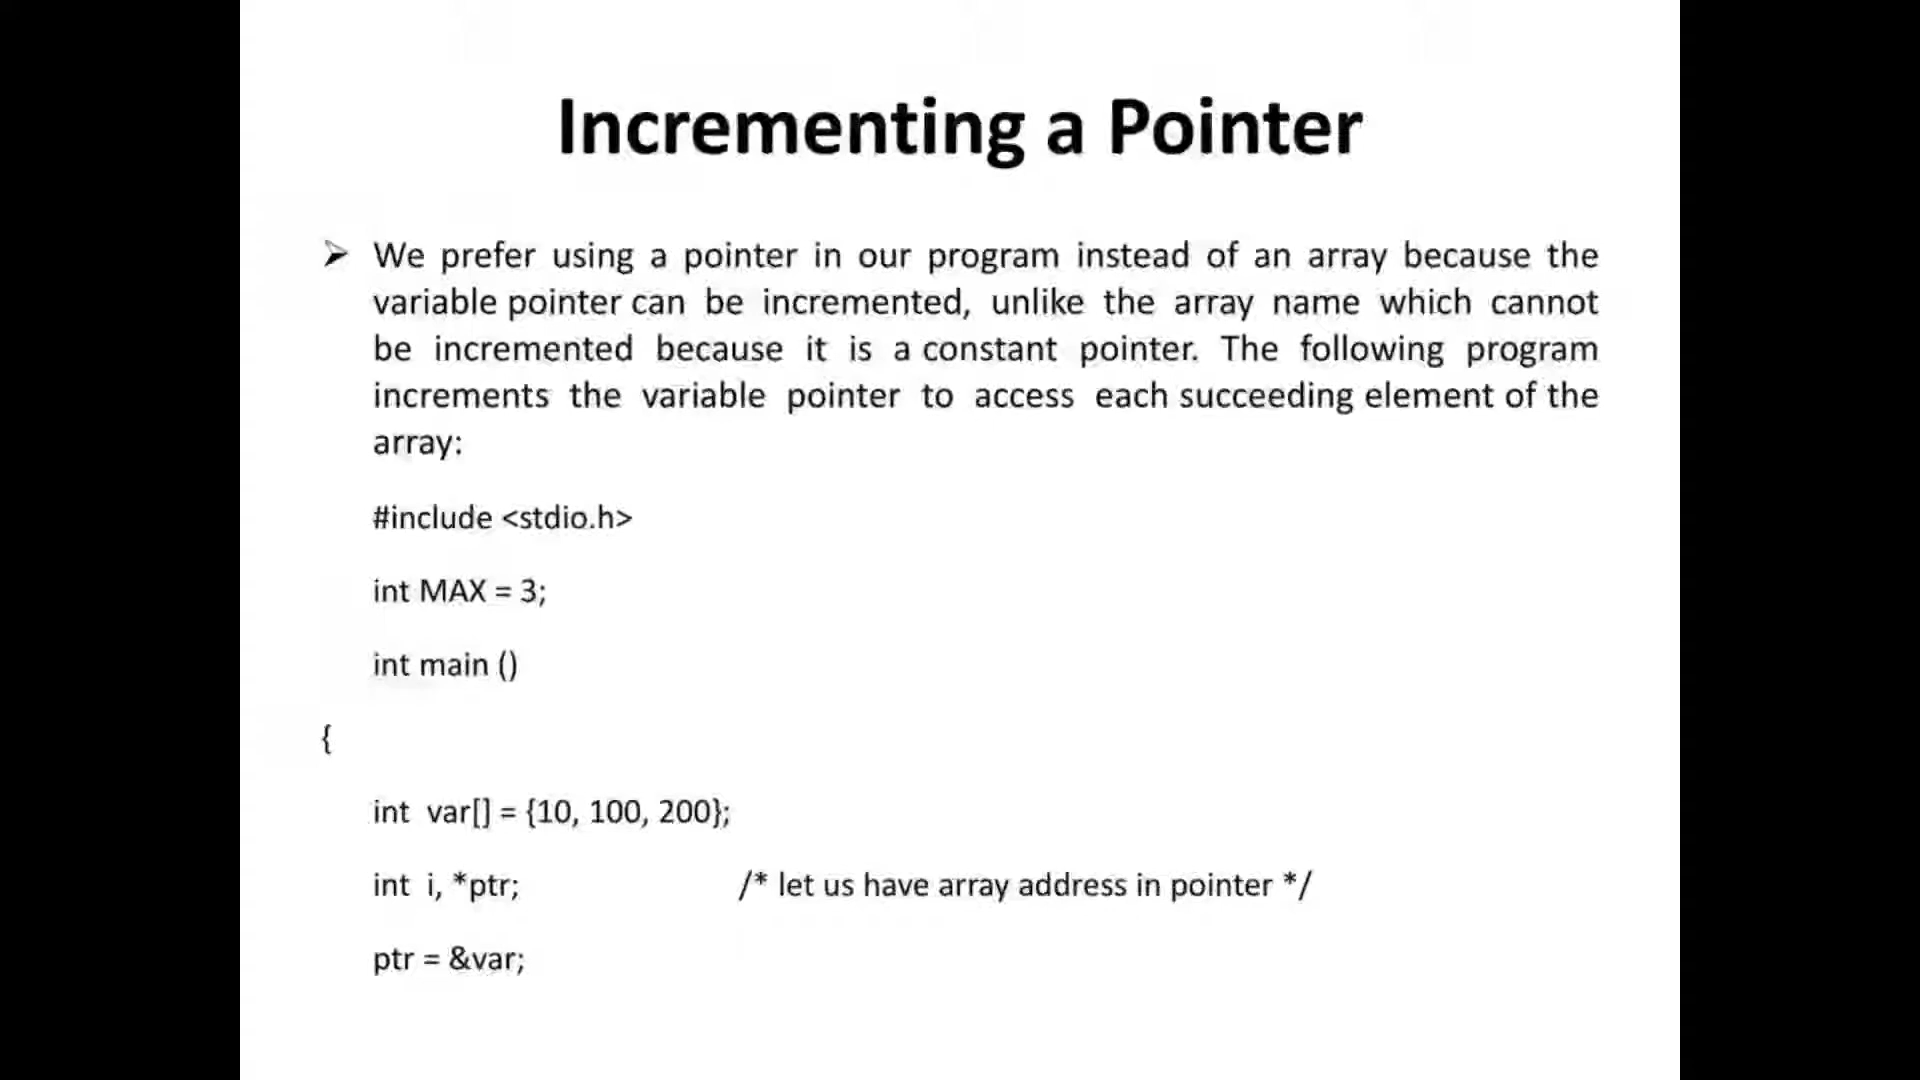 Incrementing a Pointer
➢ We prefer using a pointer in our program instead of an array because the
variable pointer can be incremented, unlike the array name which cannot
be incremented because it is a constant pointer. The following program
increments the variable pointer to access each succeeding element of the
array:
#include <stdio.h>
int MAX = 3;
int main ()
{
int var[] = {10, 100, 200};
int i, *ptr; /* let us have array address in pointer */
ptr = &var;